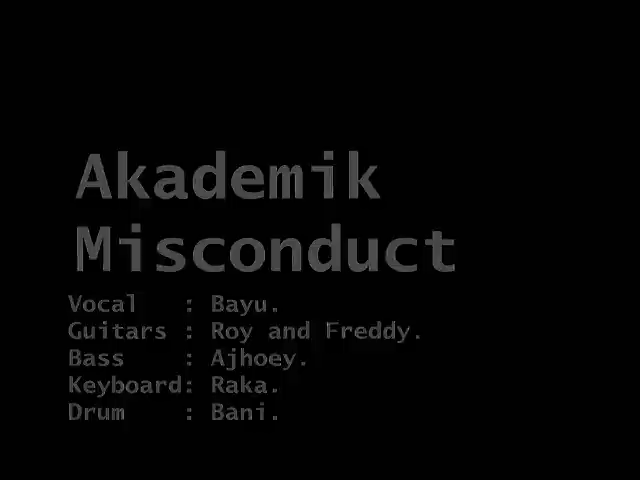 Akademik
Misconduct
Vocal   : Bayu.
Guitars : Roy and Freddy.
Bass    : Ajhoey.
Keyboard: Raka.
Drum    : Bani.